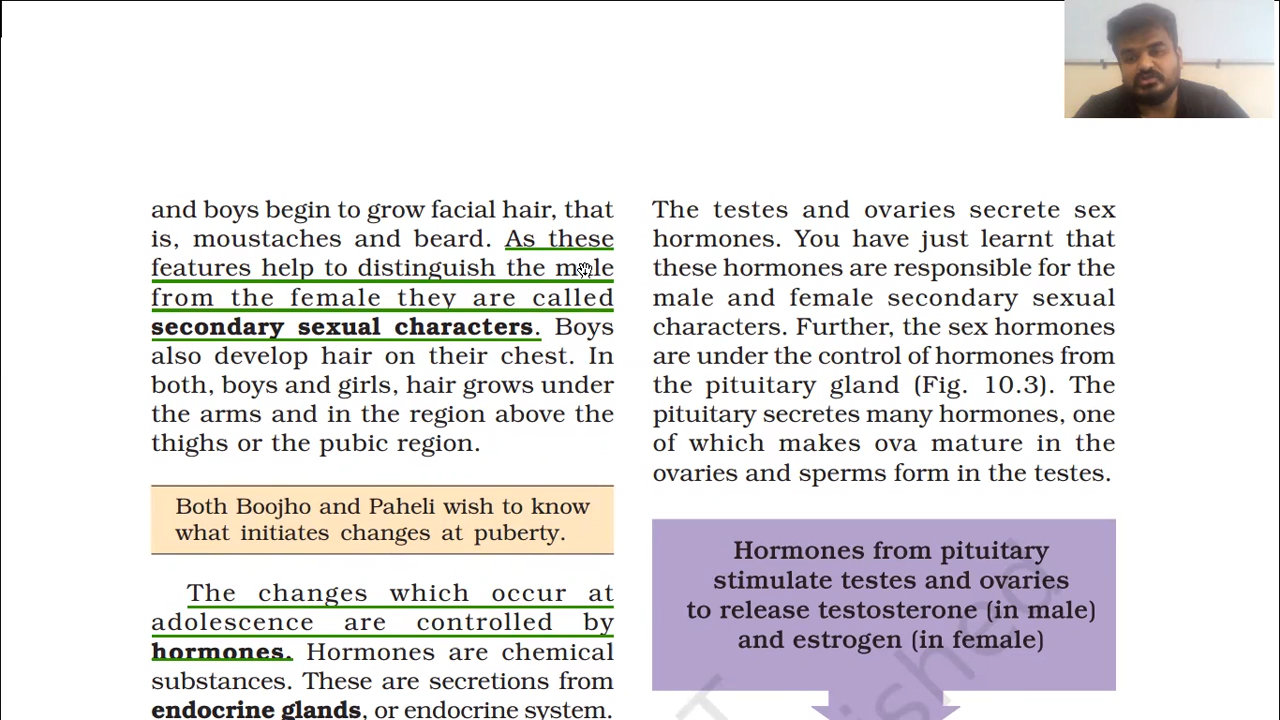 and boys begin to grow facial hair, that
is, moustaches and beard. As these
features help to distinguish the male
from the female they are called
secondary sexual characters. Boys
also develop hair on their chest. In
both, boys and girls, hair grows under
the arms and in the region above the
thighs or the pubic region.
Both Boojho and Paheli wish to know
what initiates changes at puberty.
The changes which occur at
adolescence are controlled by
hormones. Hormones are chemical
substances. These are secretions from
endocrine glands, or endocrine system.
The testes and ovaries secrete sex
hormones. You have just learnt that
these hormones are responsible for the
male and female secondary sexual
characters. Further, the sex hormones
are under the control of hormones from
the pituitary gland (Fig. 10.3). The
pituitary secretes many hormones, one
of which makes ova mature in the
ovaries and sperms form in the testes.
Hormones from pituitary
stimulate testes and ovaries
to release testosterone (in male)
and estrogen (in female)